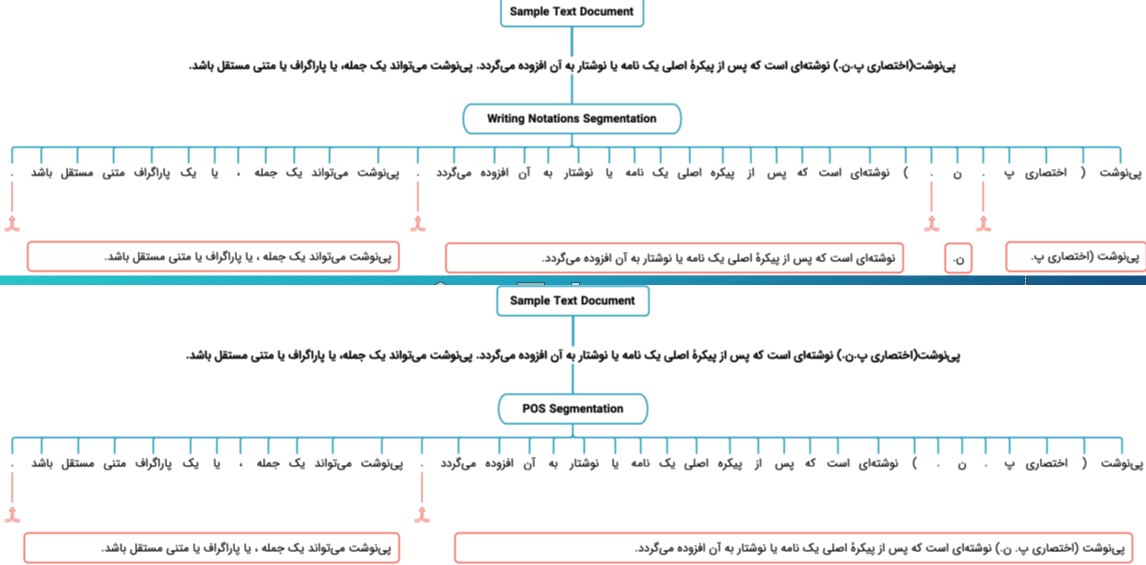 Sample Text Document
پی‌نوشت(اختصاری پ.ن.) نوشته‌ای است که پس از پیکرهٔ اصلی یک نامه یا نوشتار به آن افزوده می‌گردد. پی‌نوشت می‌تواند یک جمله، یا پاراگراف یا متنی مستقل باشد.
Writing Notations Segmentation
پی‌نوشت ( اختصاری پ . ن . ) نوشته‌ای است که پس از پیکره اصلی یک نامه یا نوشتار به آن افزوده می‌گردد . پی‌نوشت می‌تواند یک جمله ، یا یک پاراگراف متنی مستقل باشد .
پی‌نوشت (اختصاری پ. ن. نوشته‌ای است که پس از پیکرهٔ اصلی یک نامه یا نوشتار به آن افزوده می‌گردد. پی‌نوشت می‌تواند یک جمله ، یا پاراگراف یا متنی مستقل باشد.
Sample Text Document
پی‌نوشت(اختصاری پ.ن.) نوشته‌ای است که پس از پیکرهٔ اصلی یک نامه یا نوشتار به آن افزوده می‌گردد. پی‌نوشت می‌تواند یک جمله، یا پاراگراف یا متنی مستقل باشد.
POS Segmentation
پی‌نوشت ( اختصاری پ . ن . ) نوشته‌ای است که پس از پیکره اصلی یک نامه یا نوشتار به آن افزوده می‌گردد . پی‌نوشت می‌تواند یک جمله ، یا یک پاراگراف متنی مستقل باشد .
پی‌نوشت (اختصاری پ. ن.) نوشته‌ای است که پس از پیکرهٔ اصلی یک نامه یا نوشتار به آن افزوده می‌گردد. پی‌نوشت می‌تواند یک جمله ، یا پاراگراف یا متنی مستقل باشد.